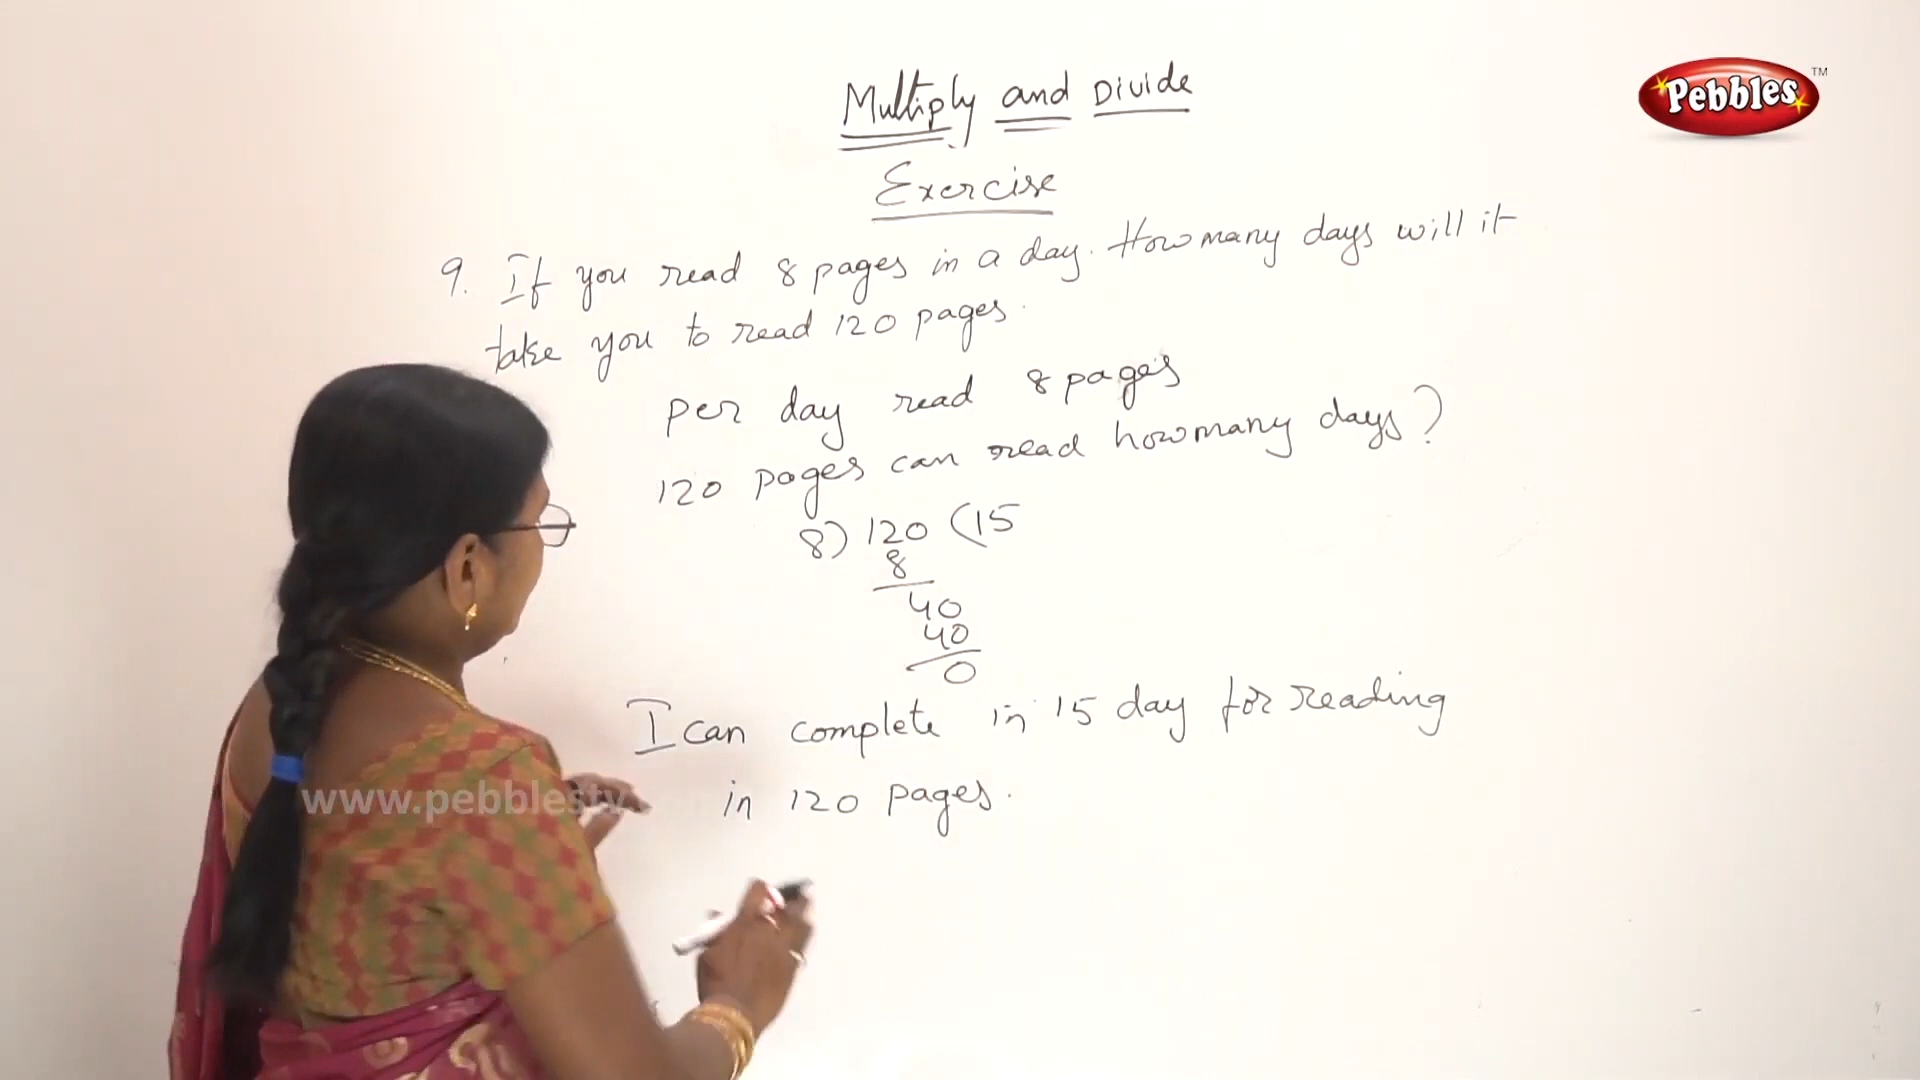 Multiply and Divide
Pebbles™
Exercise
9. If you read 8 pages in a day. How many days will it
take you to read 120 pages.
per day read 8 pages
120 pages can read how many days?
8) 120 (15
8
40
40
0
I can complete in 15 day for reading
in 120 pages.
www.pebblestv